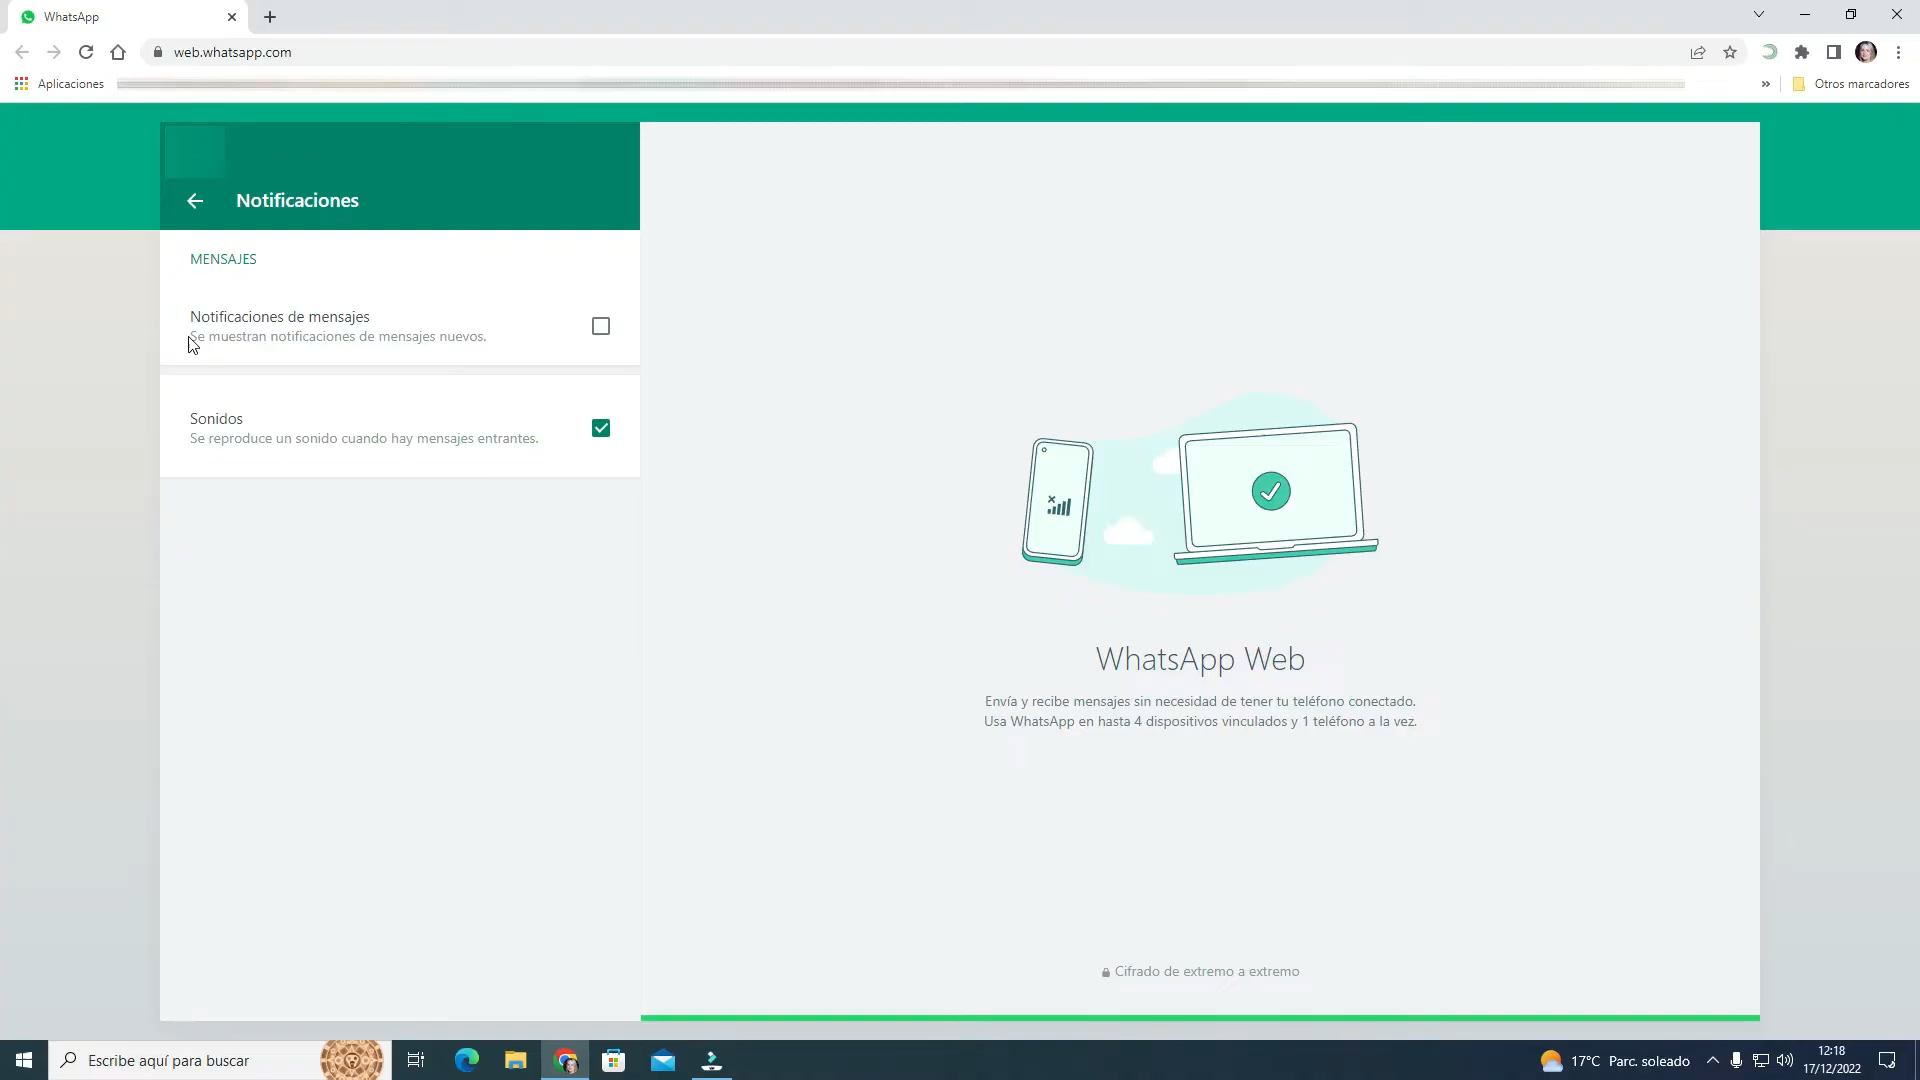 WhatsApp
web.whatsapp.com
Aplicaciones
Otros marcadores
Notificaciones
MENSAJES
Notificaciones de mensajes
Se muestran notificaciones de mensajes nuevos.
Sonidos
Se reproduce un sonido cuando hay mensajes entrantes.
WhatsApp Web
Envía y recibe mensajes sin necesidad de tener tu teléfono conectado.
Usa WhatsApp en hasta 4 dispositivos vinculados y 1 teléfono a la vez.
Cifrado de extremo a extremo
Escribe aquí para buscar
17°C Parc. soleado
12:18
17/12/2022